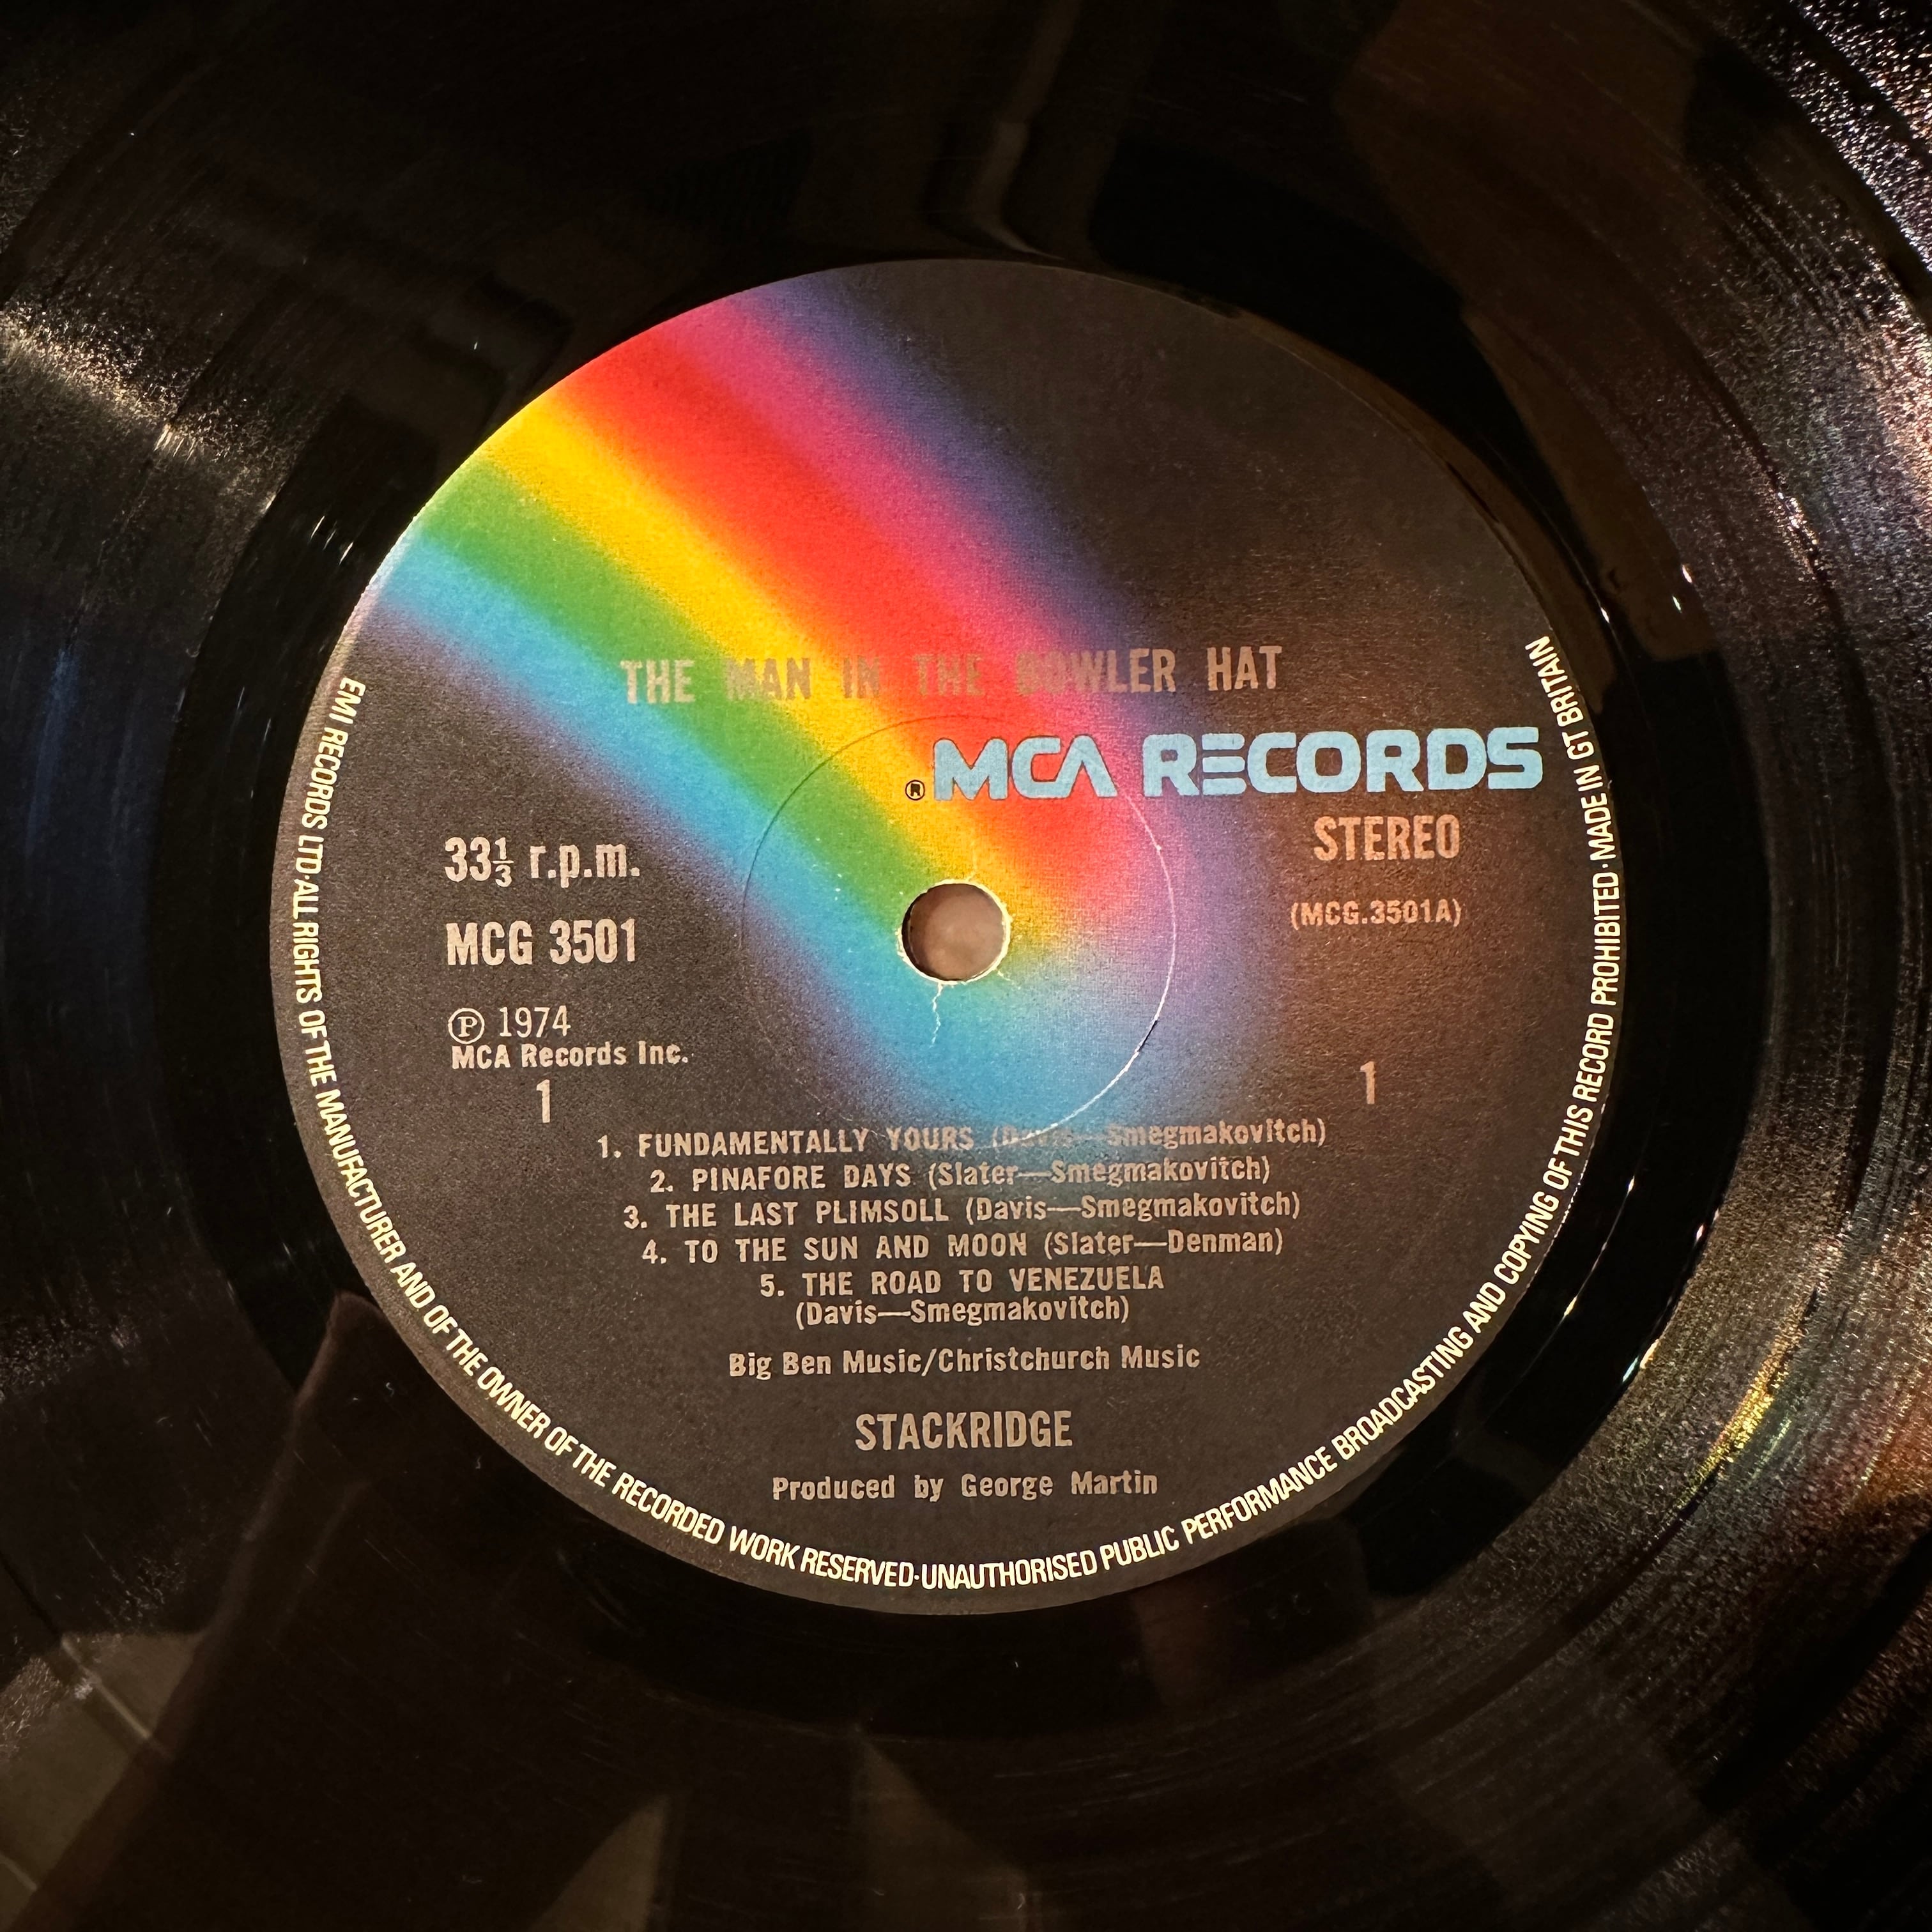 THE MAN IN THE BOWLER HAT
® MCA RECORDS
STEREO
33⅓ r.p.m.
(MCG.3501A)
MCG 3501
℗ 1974
MCA Records Inc.
1
1
1. FUNDAMENTALLY YOURS (Davis—Smegmakovitch)
2. PINAFORE DAYS (Slater—Smegmakovitch)
3. THE LAST PLIMSOLL (Davis—Smegmakovitch)
4. TO THE SUN AND MOON (Slater—Denman)
5. THE ROAD TO VENEZUELA
(Davis—Smegmakovitch)
Big Ben Music/Christchurch Music
STACKRIDGE
Produced by George Martin
EMI RECORDS LTD·ALL RIGHTS OF THE MANUFACTURER AND OF THE OWNER OF THE RECORDED WORK RESERVED·UNAUTHORISED PUBLIC PERFORMANCE BROADCASTING AND COPYING OF THIS RECORD PROHIBITED·MADE IN GT BRITAIN